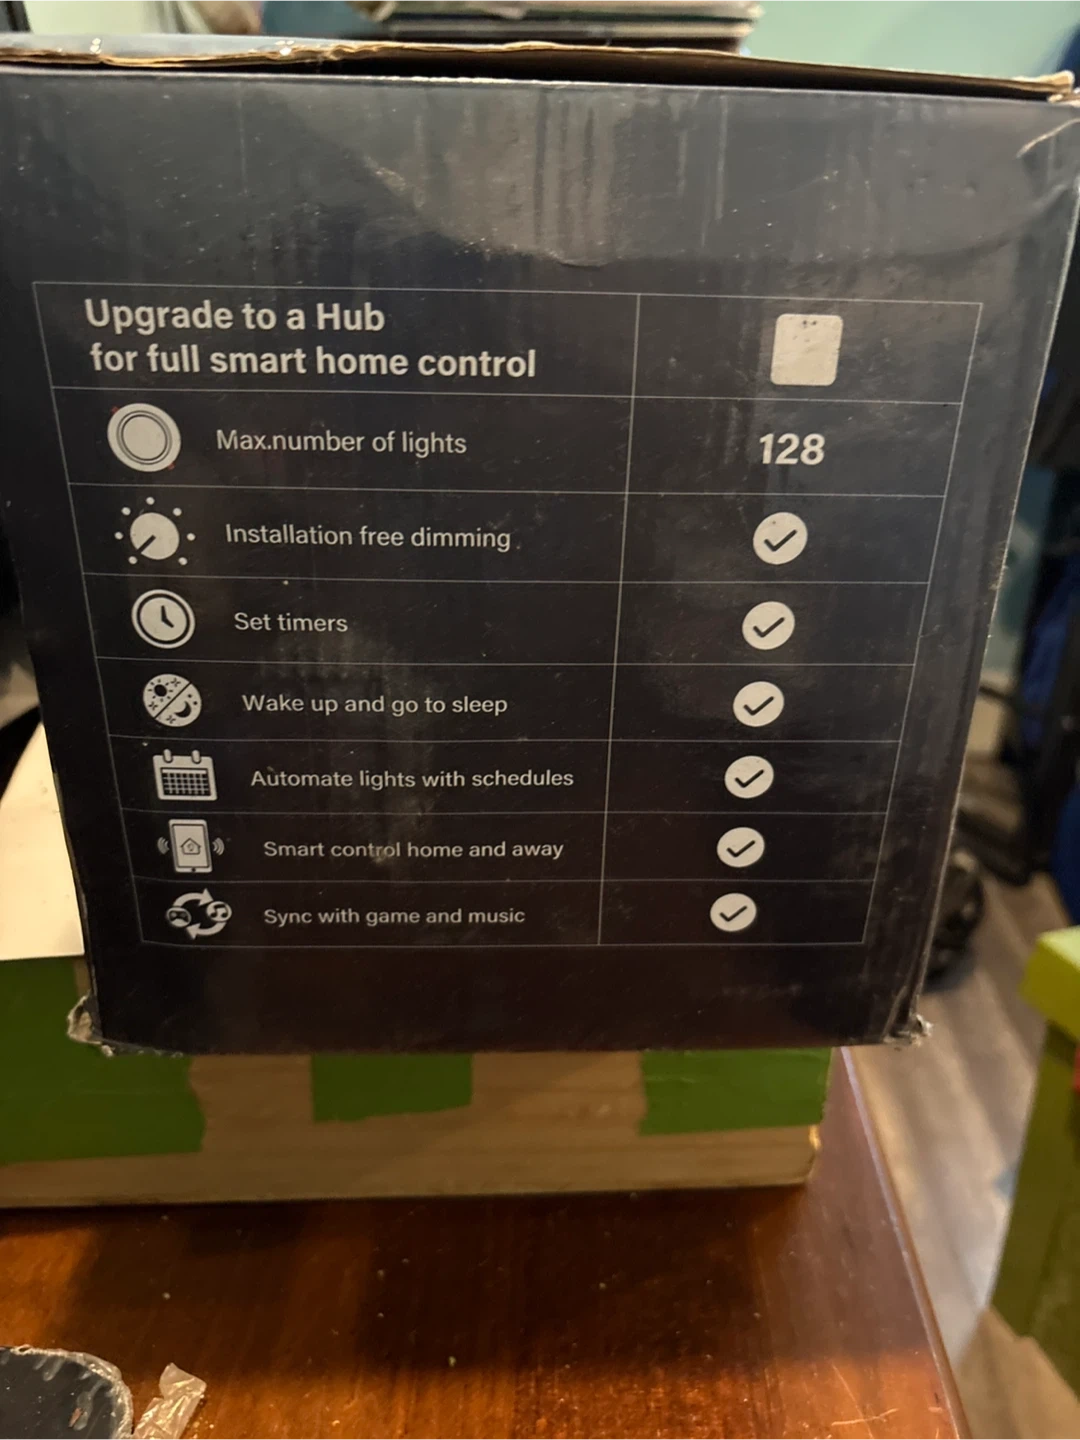 Upgrade to a Hub
for full smart home control
Max.number of lights
128
Installation free dimming
Set timers
Wake up and go to sleep
Automate lights with schedules
Smart control home and away
Sync with game and music